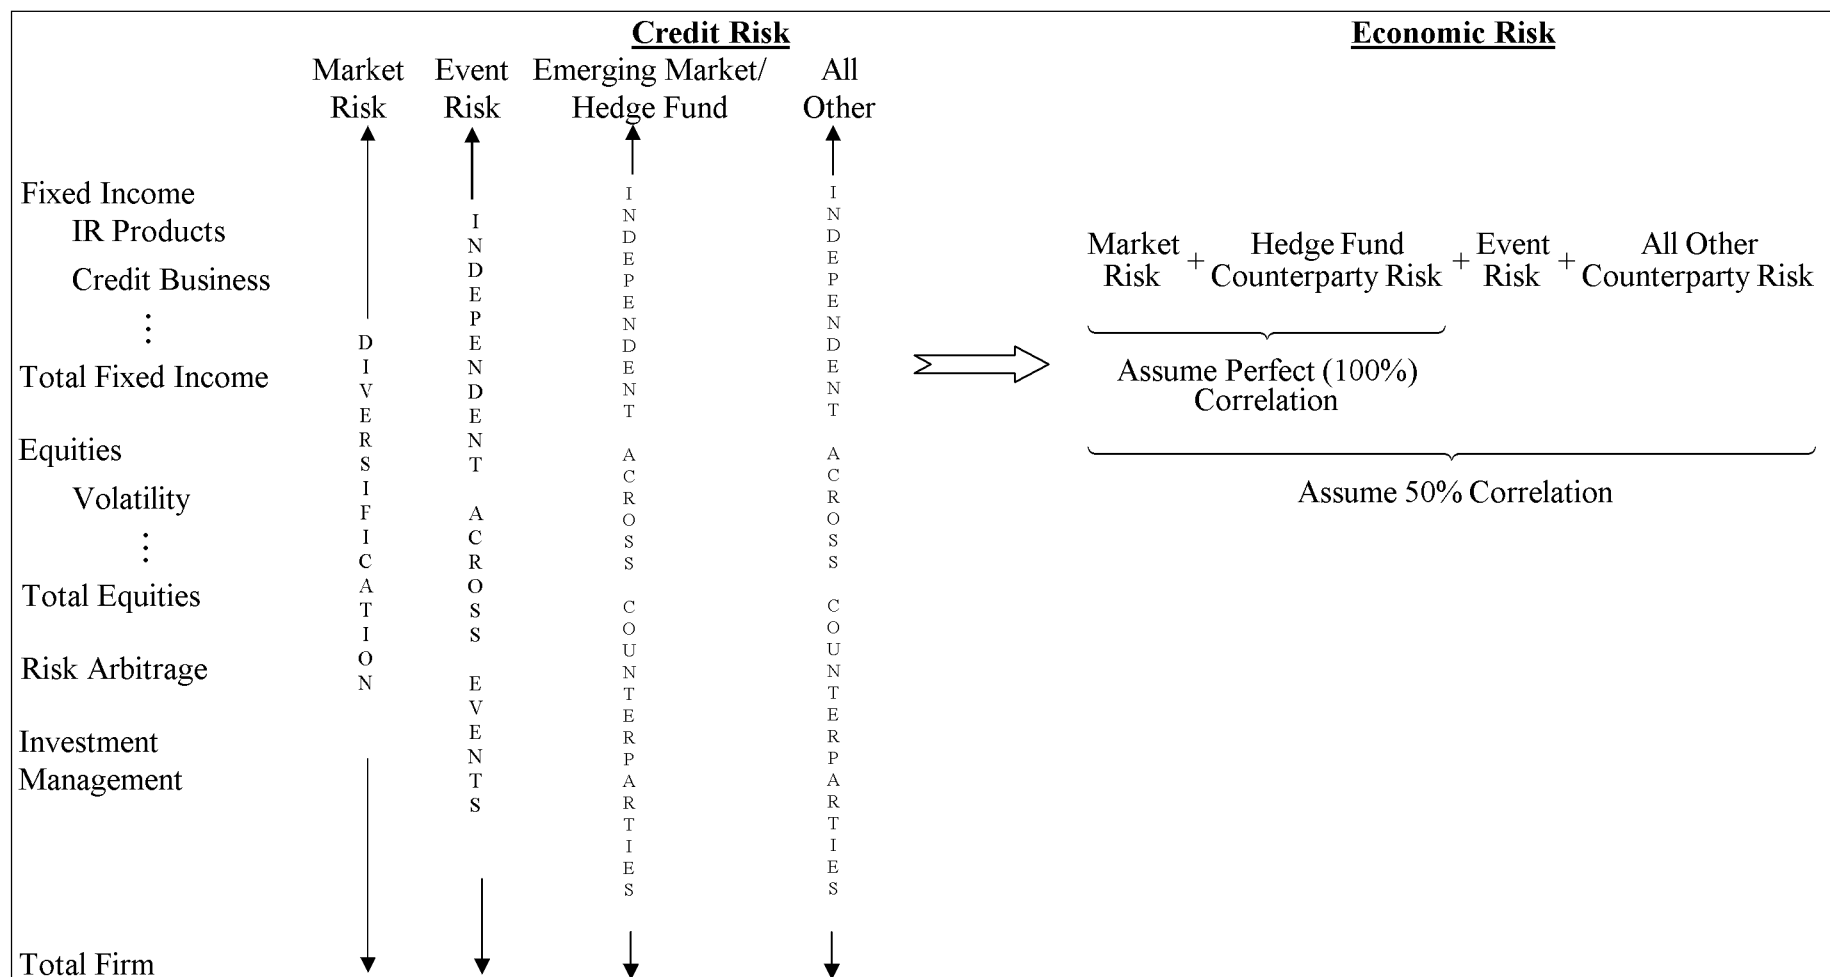 Credit Risk
Economic Risk
Market Risk
Event Risk
Emerging Market/
Hedge Fund
All Other
Fixed Income
IR Products
Credit Business
⋮
Total Fixed Income
Equities
Volatility
⋮
Total Equities
Risk Arbitrage
Investment
Management
Total Firm
DIVERSIFICATION
INDEPENDENT ACROSS EVENTS
INDEPENDENT ACROSS COUNTERPARTIES
INDEPENDENT ACROSS COUNTERPARTIES
Market Risk + Hedge Fund Counterparty Risk + Event Risk + All Other Counterparty Risk
Assume Perfect (100%)
Correlation
Assume 50% Correlation